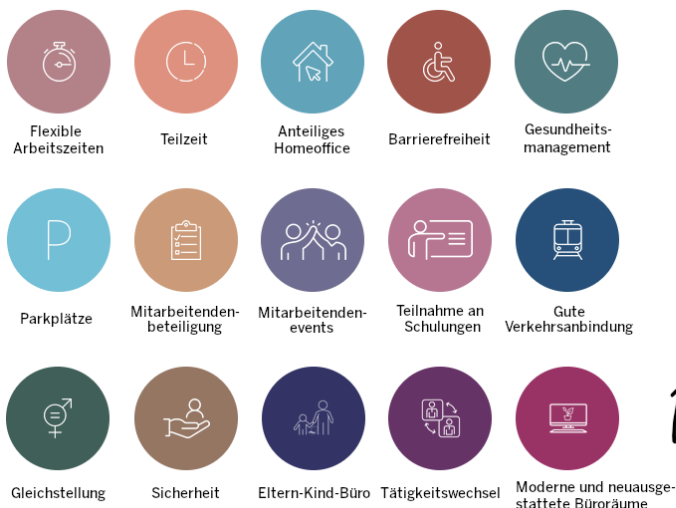 Flexible
Arbeitszeiten
Teilzeit
Anteiliges
Homeoffice
Barrierefreiheit
Gesundheits-
management
P
Parkplätze
Mitarbeitenden-
beteiligung
Mitarbeitenden-
events
Teilnahme an
Schulungen
Gute
Verkehrsanbindung
Gleichstellung
Sicherheit
Eltern-Kind-Büro
Tätigkeitswechsel
Moderne und neuausge-
stattete Büroräume